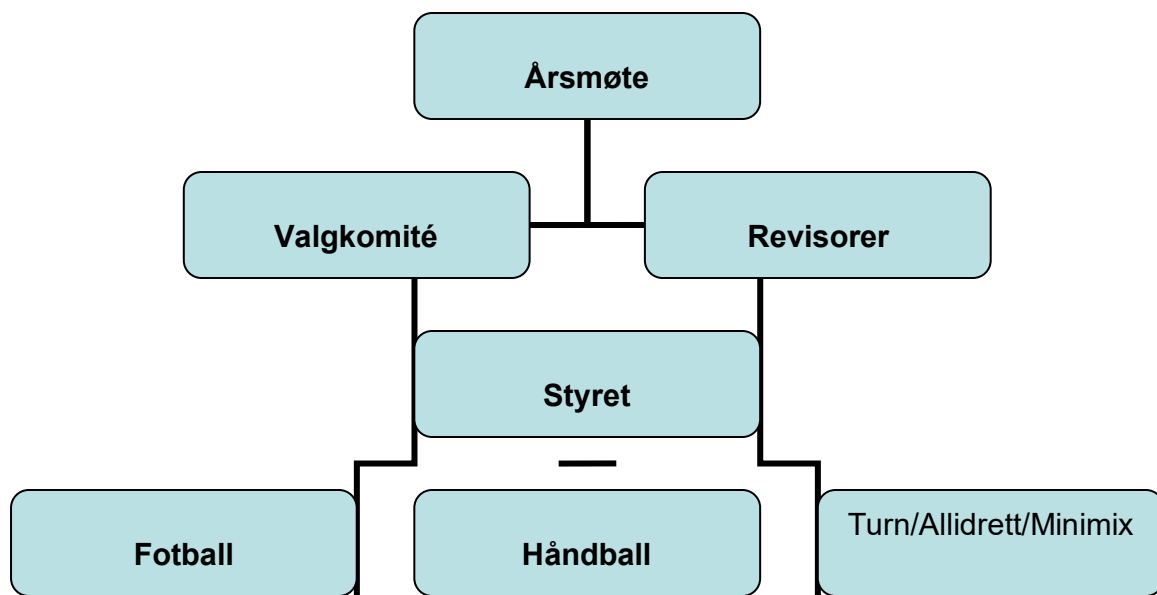 Årsmøte
Valgkomité
Revisorer
Styret
Fotball
Håndball
Turn/Allidrett/Minimix